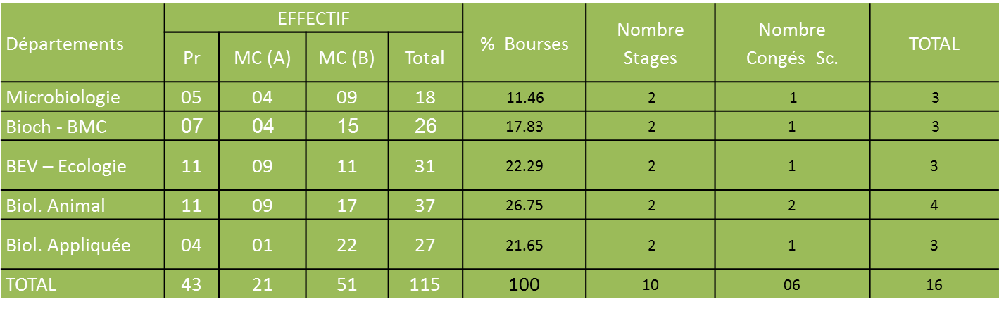 Départements EFFECTIF % Bourses Nombre Stages Nombre Congés Sc. TOTAL
Pr MC (A) MC (B) Total
Microbiologie 05 04 09 18 11.46 2 1 3
Bioch - BMC 07 04 15 26 17.83 2 1 3
BEV – Ecologie 11 09 11 31 22.29 2 1 3
Biol. Animal 11 09 17 37 26.75 2 2 4
Biol. Appliquée 04 01 22 27 21.65 2 1 3
TOTAL 43 21 51 115 100 10 06 16